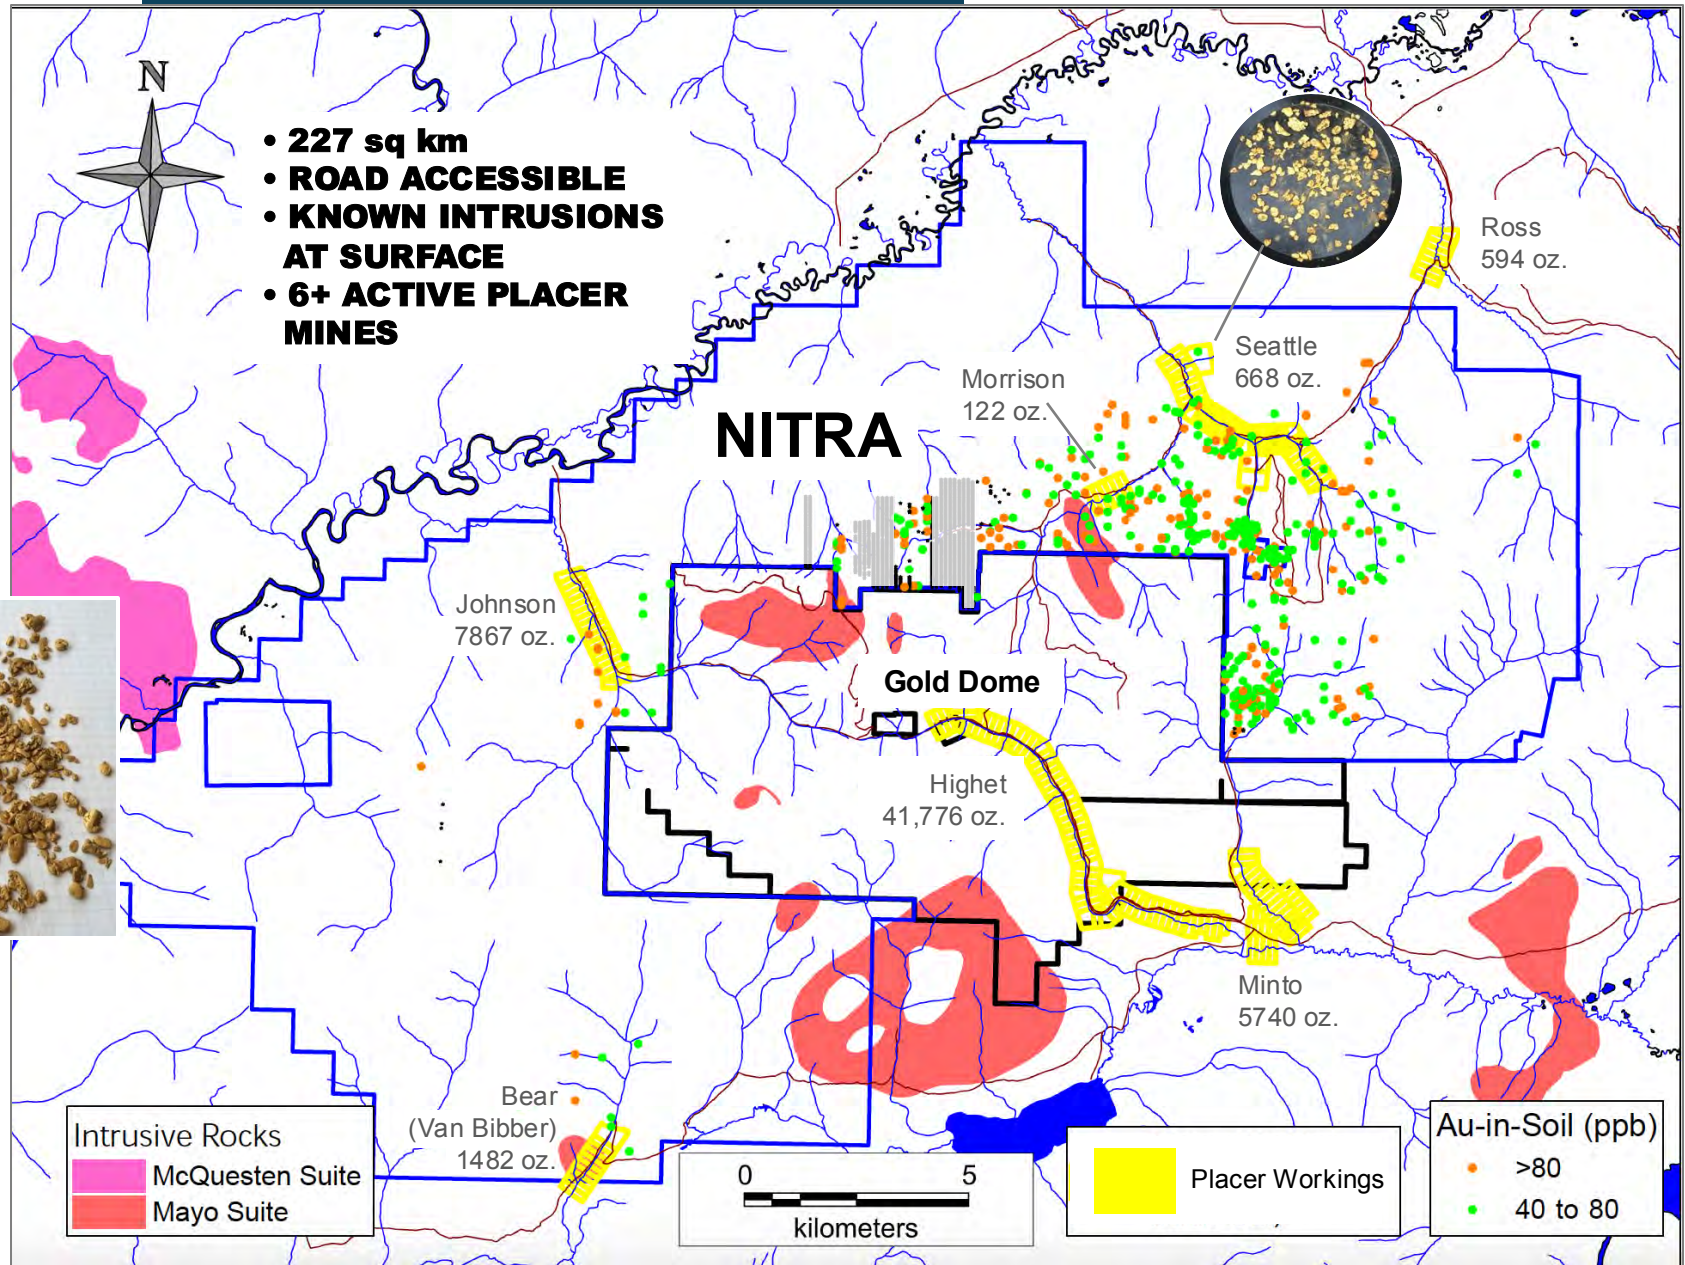 N
• 227 sq km
• ROAD ACCESSIBLE
• KNOWN INTRUSIONS
AT SURFACE
• 6+ ACTIVE PLACER
MINES
Ross
594 oz.
Seattle
668 oz.
Morrison
122 oz.
NITRA
Johnson
7867 oz.
Gold Dome
Highet
41,776 oz.
Minto
5740 oz.
Bear
(Van Bibber)
1482 oz.
Intrusive Rocks
McQuesten Suite
Mayo Suite
0 5
kilometers
Placer Workings
Au-in-Soil (ppb)
>80
40 to 80